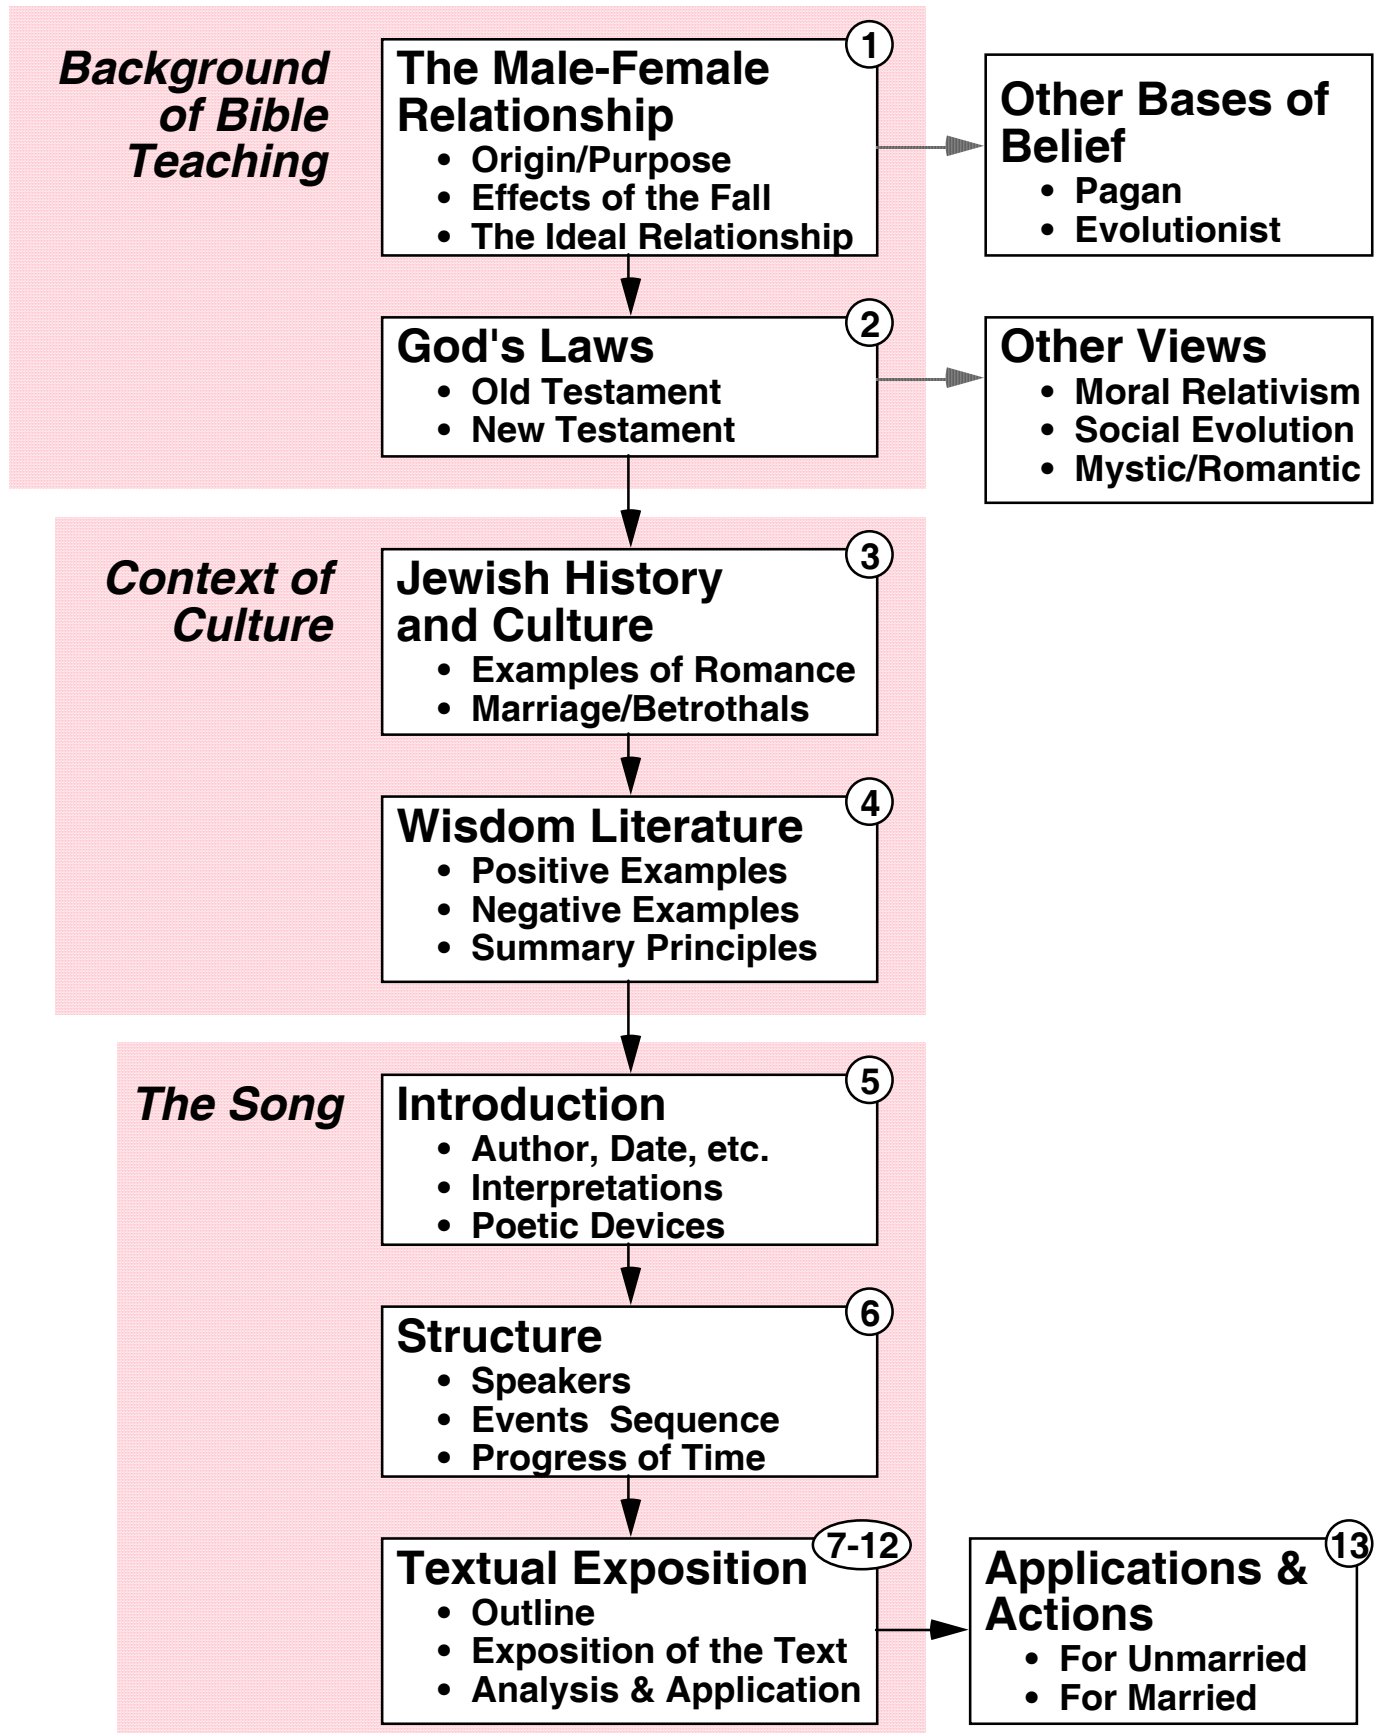 Background
of Bible
Teaching
1
The Male-Female
Relationship
• Origin/Purpose
• Effects of the Fall
• The Ideal Relationship
Other Bases of
Belief
• Pagan
• Evolutionist
2
God's Laws
• Old Testament
• New Testament
Other Views
• Moral Relativism
• Social Evolution
• Mystic/Romantic
Context of
Culture
3
Jewish History
and Culture
• Examples of Romance
• Marriage/Betrothals
4
Wisdom Literature
• Positive Examples
• Negative Examples
• Summary Principles
The Song
5
Introduction
• Author, Date, etc.
• Interpretations
• Poetic Devices
6
Structure
• Speakers
• Events  Sequence
• Progress of Time
7-12
Textual Exposition
• Outline
• Exposition of the Text
• Analysis & Application
13
Applications &
Actions
• For Unmarried
• For Married